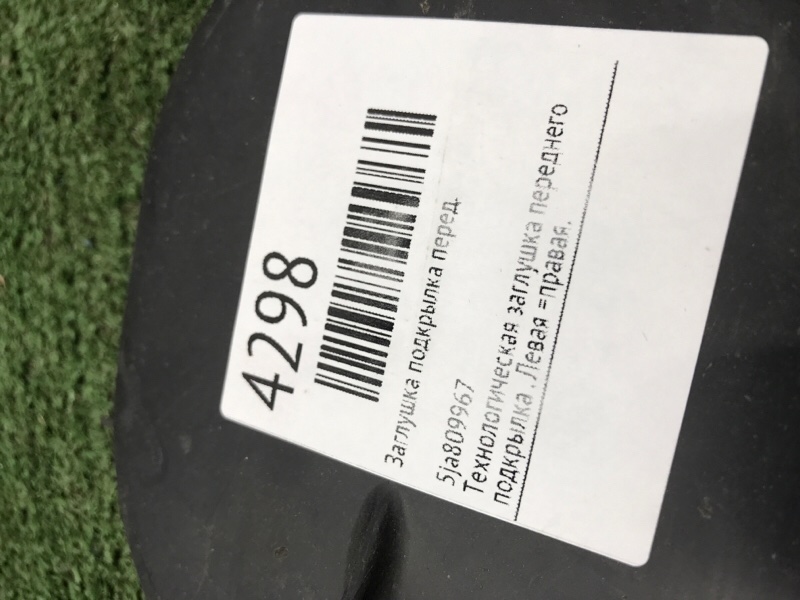 4298
Заглушка подкрылка перед.
5ja809967
Технологическая заглушка переднего
подкрылка. Левая =правая.